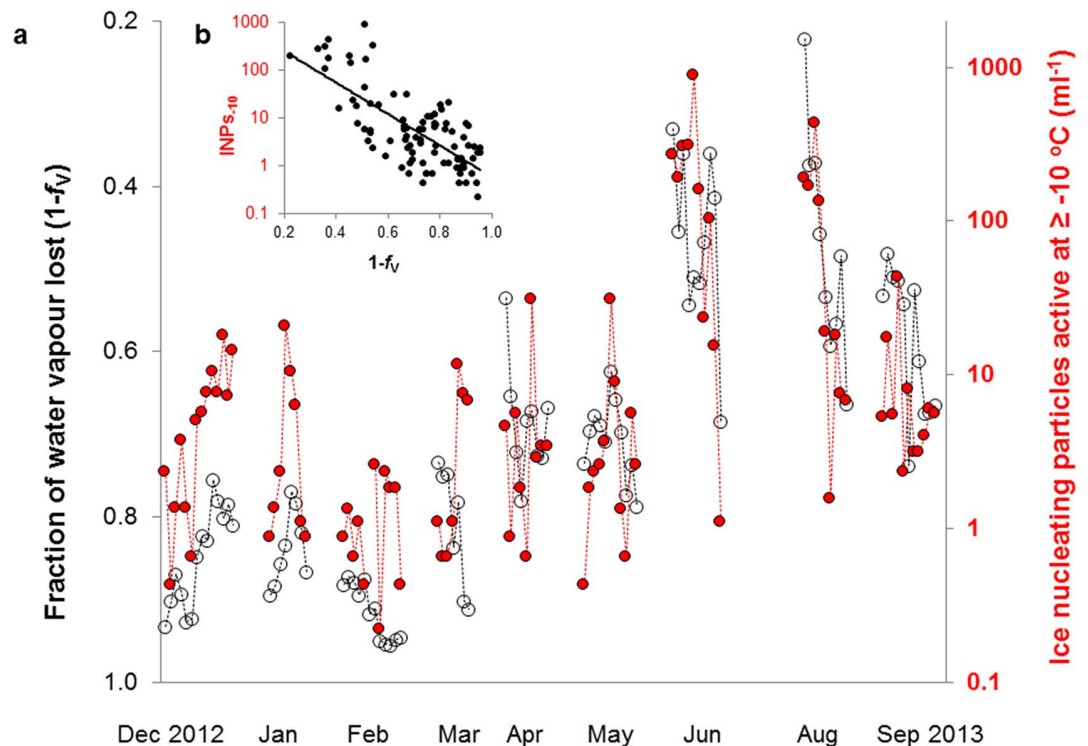 a
b
Fraction of water vapour lost (1-fV)
0.2
0.4
0.6
0.8
1.0
INPs-10
1000
100
10
1
0.1
0.2 0.4 0.6 0.8 1.0
1-fV
1000
100
10
1
0.1
Ice nucleating particles active at ≥ -10 ºC (ml-1)
Dec 2012 Jan Feb Mar Apr May Jun Aug Sep 2013